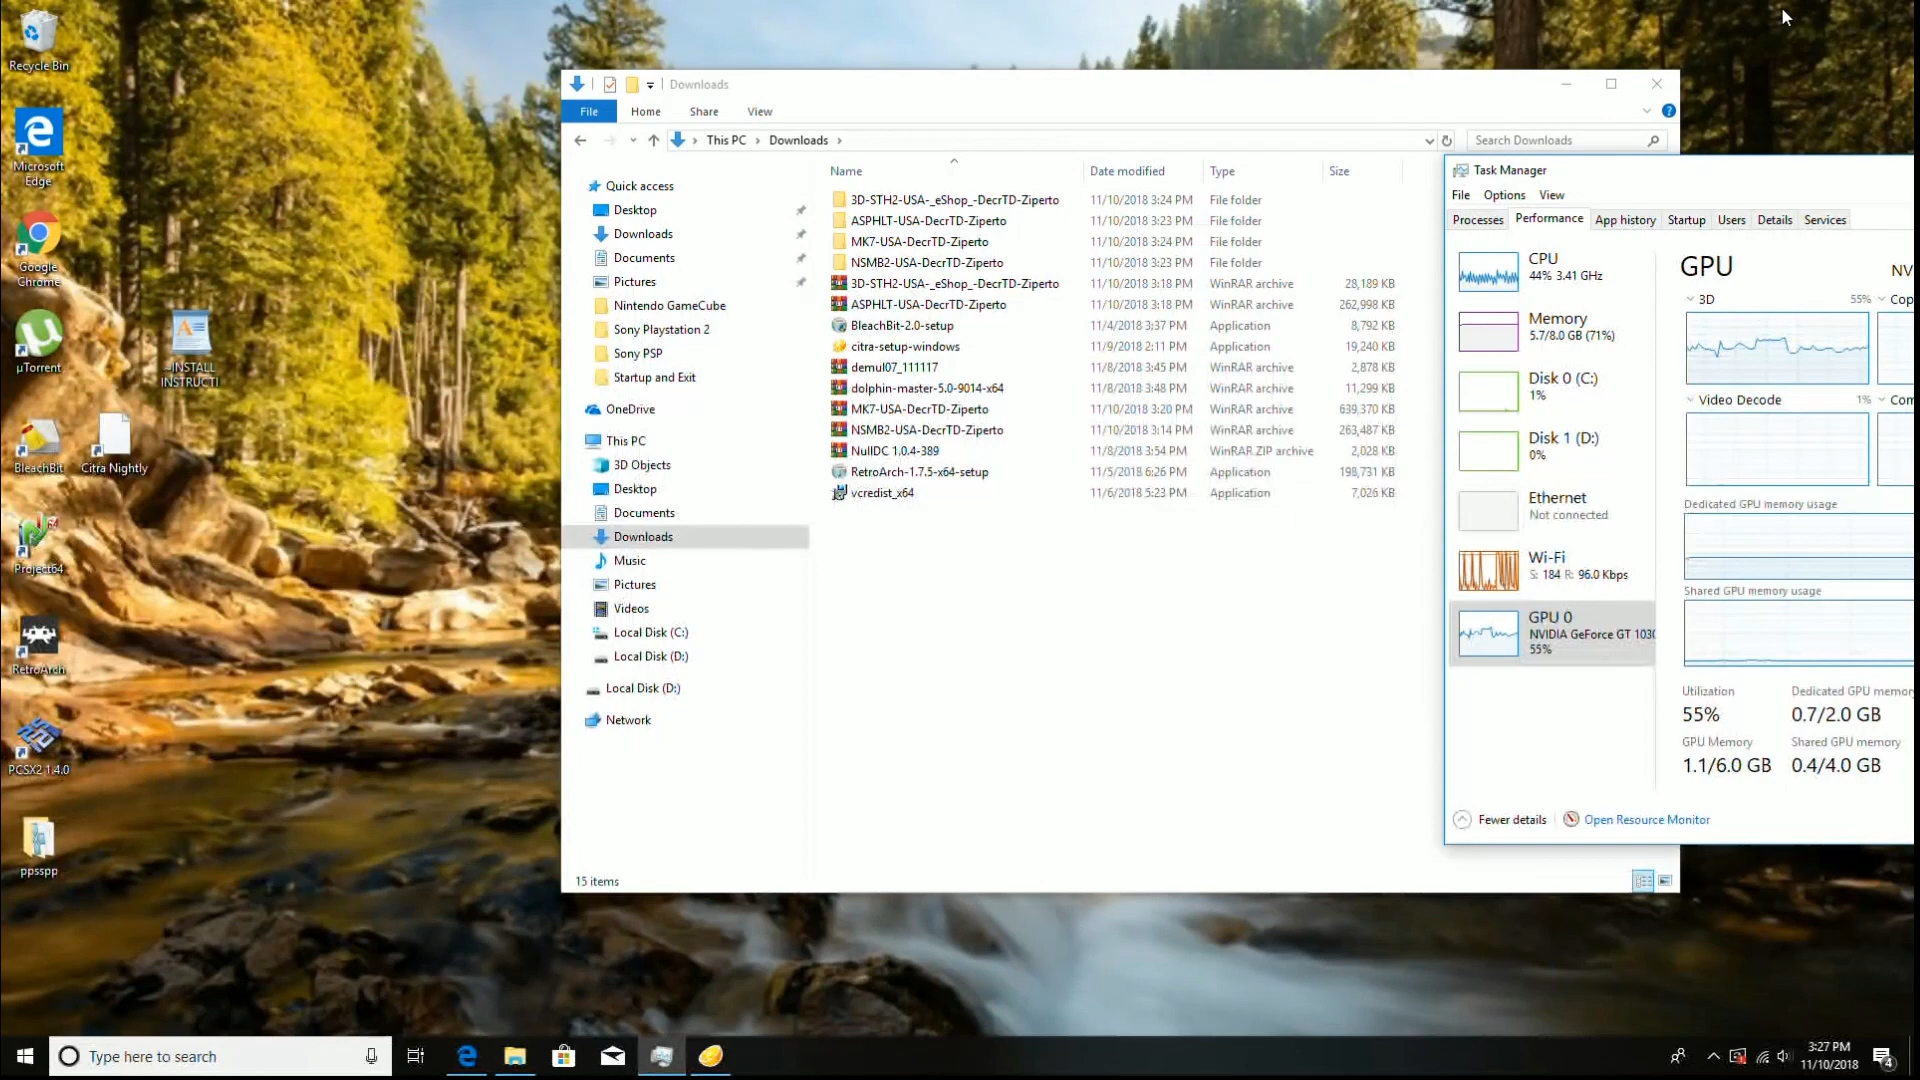 Recycle Bin
Microsoft
Edge
Google
Chrome
µTorrent
~INSTALL
INSTRUCTI
BleachBit
Citra Nightly
Project64
RetroArch
PCSX2 1.4.0
ppsspp
Downloads
File
Home
Share
View
This PC
Downloads
Search Downloads
Quick access
Desktop
Downloads
Documents
Pictures
Nintendo GameCube
Sony Playstation 2
Sony PSP
Startup and Exit
OneDrive
This PC
3D Objects
Desktop
Documents
Downloads
Music
Pictures
Videos
Local Disk (C:)
Local Disk (D:)
Local Disk (D:)
Network
Name Date modified Type Size
3D-STH2-USA-_eShop_-DecrTD-Ziperto 11/10/2018 3:24 PM File folder
ASPHLT-USA-DecrTD-Ziperto 11/10/2018 3:23 PM File folder
MK7-USA-DecrTD-Ziperto 11/10/2018 3:24 PM File folder
NSMB2-USA-DecrTD-Ziperto 11/10/2018 3:23 PM File folder
3D-STH2-USA-_eShop_-DecrTD-Ziperto 11/10/2018 3:18 PM WinRAR archive 28,189 KB
ASPHLT-USA-DecrTD-Ziperto 11/10/2018 3:18 PM WinRAR archive 262,998 KB
BleachBit-2.0-setup 11/4/2018 3:37 PM Application 8,792 KB
citra-setup-windows 11/9/2018 2:11 PM Application 19,240 KB
demul07_111117 11/8/2018 3:45 PM WinRAR archive 2,878 KB
dolphin-master-5.0-9014-x64 11/8/2018 3:48 PM WinRAR archive 11,299 KB
MK7-USA-DecrTD-Ziperto 11/10/2018 3:20 PM WinRAR archive 639,370 KB
NSMB2-USA-DecrTD-Ziperto 11/10/2018 3:14 PM WinRAR archive 263,487 KB
NullDC 1.0.4-389 11/8/2018 3:54 PM WinRAR.ZIP archive 2,028 KB
RetroArch-1.7.5-x64-setup 11/5/2018 6:26 PM Application 198,731 KB
vcredist_x64 11/6/2018 5:23 PM Application 7,026 KB
15 items
Task Manager
File Options View
Processes Performance App history Startup Users Details Services
CPU
44% 3.41 GHz
Memory
5.7/8.0 GB (71%)
Disk 0 (C:)
1%
Disk 1 (D:)
0%
Ethernet
Not connected
Wi-Fi
S: 184 R: 96.0 Kbps
GPU 0
NVIDIA GeForce GT 1030
55%
GPU
NV
3D 55% Cop
Video Decode 1% Com
Dedicated GPU memory usage
Shared GPU memory usage
Utilization Dedicated GPU memory
55% 0.7/2.0 GB
GPU Memory Shared GPU memory
1.1/6.0 GB 0.4/4.0 GB
Fewer details
Open Resource Monitor
Type here to search
3:27 PM
11/10/2018
4